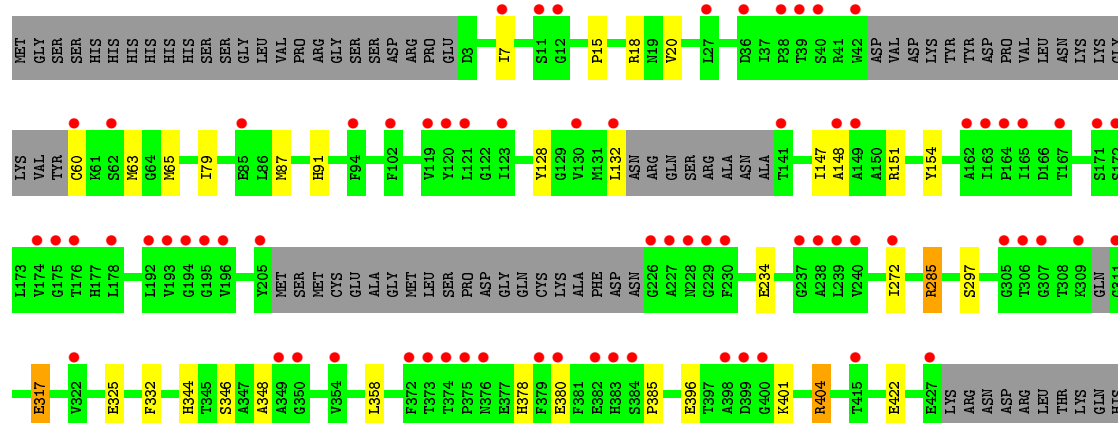 MET GLY SER SER HIS HIS HIS HIS HIS HIS SER SER GLY LEU VAL PRO ARG GLY SER SER ASP ARG PRO GLU D3 I7 S11 G12 P15 R18 N19 V20 L27 D36 I37 P38 T39 S40 R41 W42 ASP VAL ASP LYS TYR TYR ASP PRO VAL LEU ASN LYS LYS GLY
LYS VAL TYR C60 K61 S62 M63 G64 M65 I79 E85 L86 M87 H91 F94 F102 V119 Y120 L121 G122 I123 Y128 G129 V130 M131 L132 ASN ARG GLN SER ARG ALA ASN ALA T141 I147 A148 A149 A150 R151 Y154 A162 I163 P164 I165 D166 T167 S171 S172
L173 V174 G175 T176 H177 L178 L192 V193 G194 G195 V196 Y205 MET SER MET CYS GLU ALA GLY MET LEU SER PRO ASP GLY GLN CYS LYS ALA PHE ASP ASN G226 A227 N228 G229 F230 E234 G237 A238 L239 V240 I272 R285 S297 G305 T306 G307 T308 K309 GLN G311
E317 V322 E325 F332 H344 T345 S346 A347 A348 A349 G350 V354 L358 F372 T373 T374 P375 N376 E377 H378 F379 E380 F381 E382 H383 S384 P385 E396 T397 A398 D399 G400 K401 R404 T415 E422 E427 LYS ARG ASN ASP ARG LEU THR LYS GLN HIS